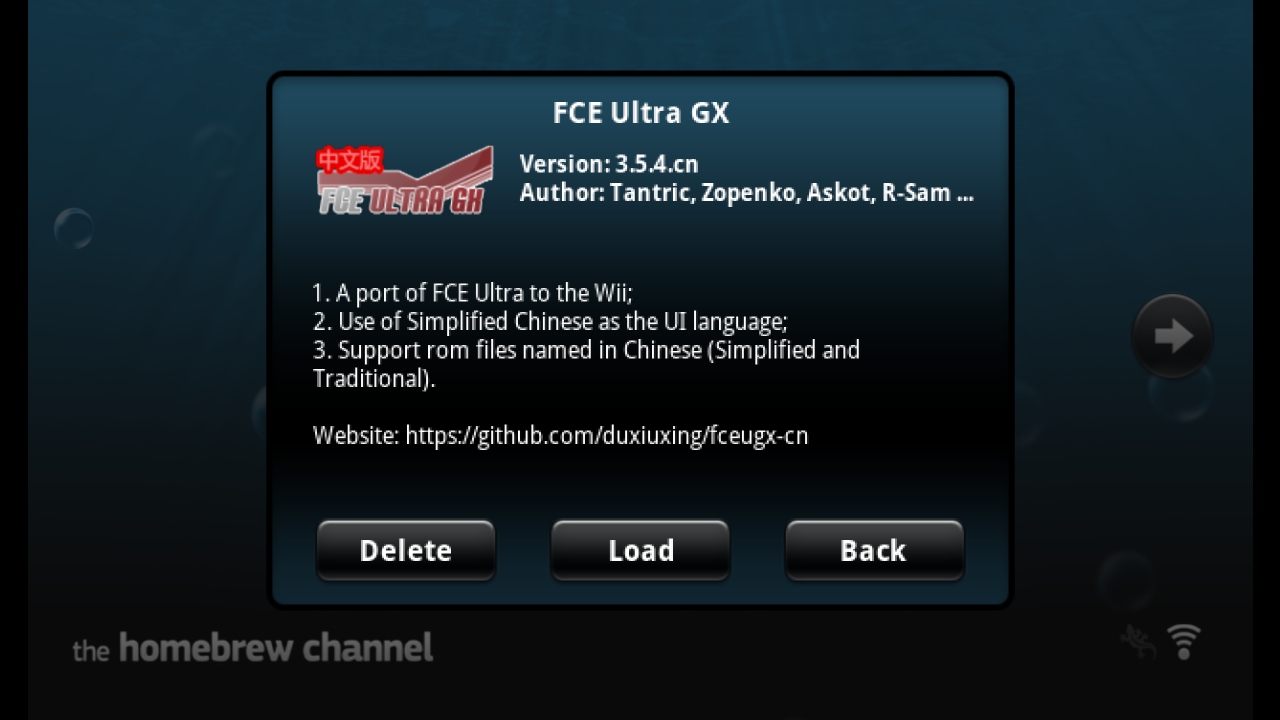 FCE Ultra GX
中文版
FCE ULTRA GX
Version: 3.5.4.cn
Author: Tantric, Zopenko, Askot, R-Sam ...
1. A port of FCE Ultra to the Wii;
2. Use of Simplified Chinese as the UI language;
3. Support rom files named in Chinese (Simplified and
Traditional).
Website: https://github.com/duxiuxing/fceugx-cn
Delete
Load
Back
the homebrew channel